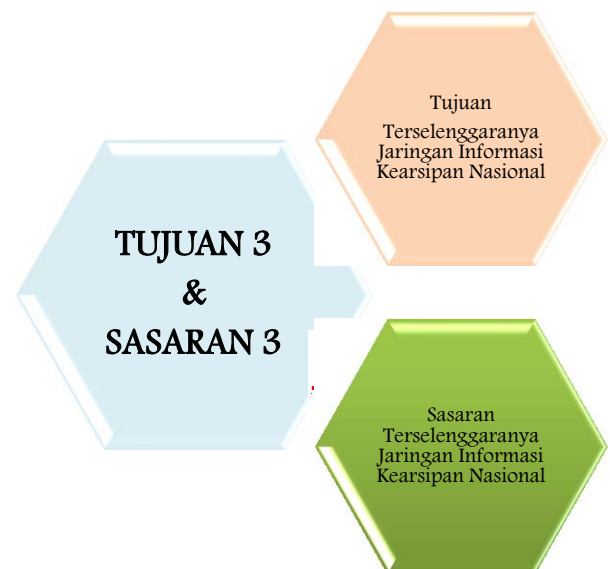 TUJUAN 3
&
SASARAN 3
Tujuan
Terselenggaranya
Jaringan Informasi
Kearsipan Nasional
Sasaran
Terselenggaranya
Jaringan Informasi
Kearsipan Nasional